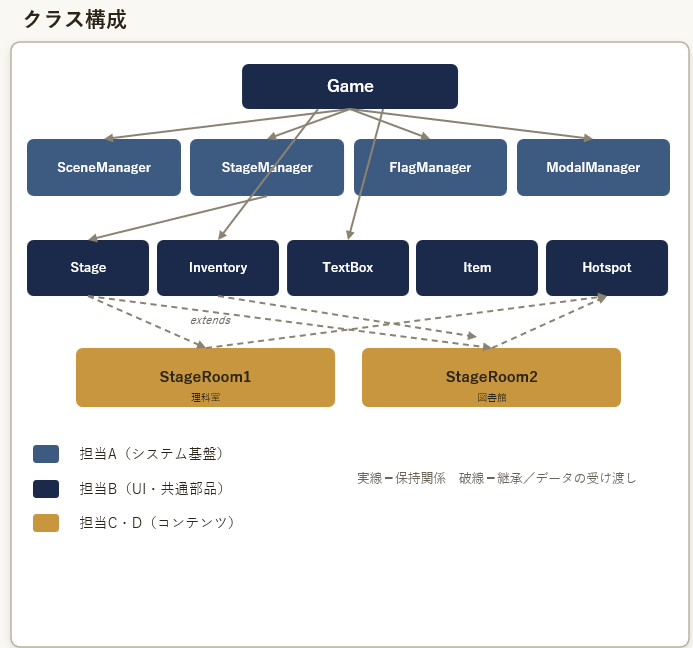 クラス構成
Game
SceneManager
StageManager
FlagManager
ModalManager
Stage
Inventory
TextBox
Item
Hotspot
extends
StageRoom1
理科室
StageRoom2
図書館
担当A（システム基盤）
実線＝保持関係　破線＝継承／データの受け渡し
担当B（UI・共通部品）
担当C・D（コンテンツ）